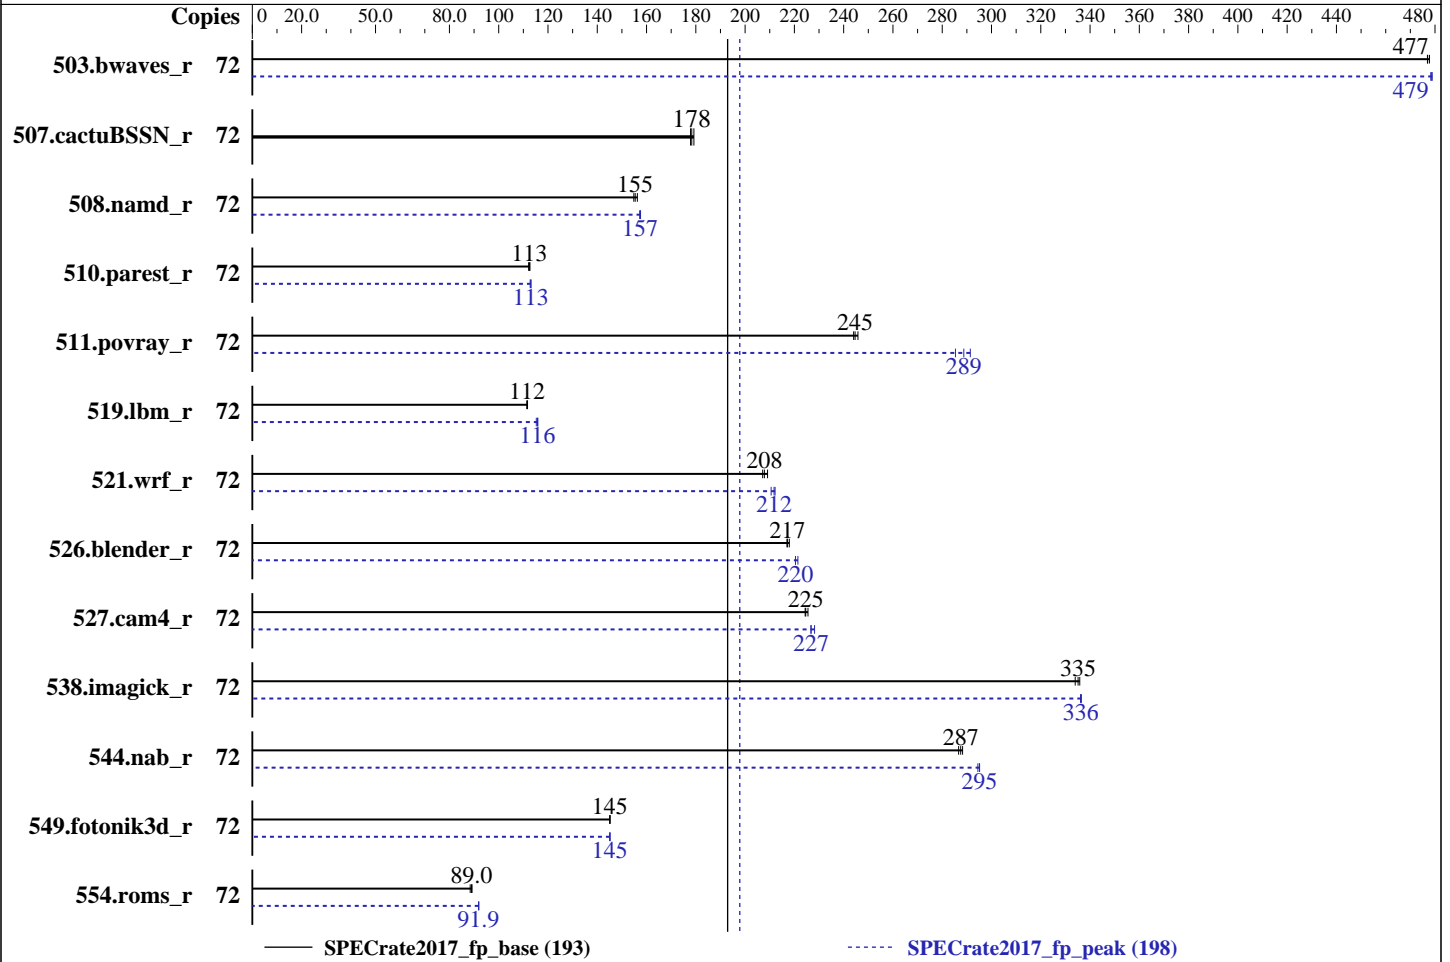 Copies 0 20.0 50.0 80.0 100 120 140 160 180 200 220 240 260 280 300 320 340 360 380 400 420 440 480
503.bwaves_r 72 477
479
507.cactuBSSN_r 72 178
508.namd_r 72 155
157
510.parest_r 72 113
113
511.povray_r 72 245
289
519.lbm_r 72 112
116
521.wrf_r 72 208
212
526.blender_r 72 217
220
527.cam4_r 72 225
227
538.imagick_r 72 335
336
544.nab_r 72 287
295
549.fotonik3d_r 72 145
145
554.roms_r 72 89.0
91.9
SPECrate2017_fp_base (193) SPECrate2017_fp_peak (198)